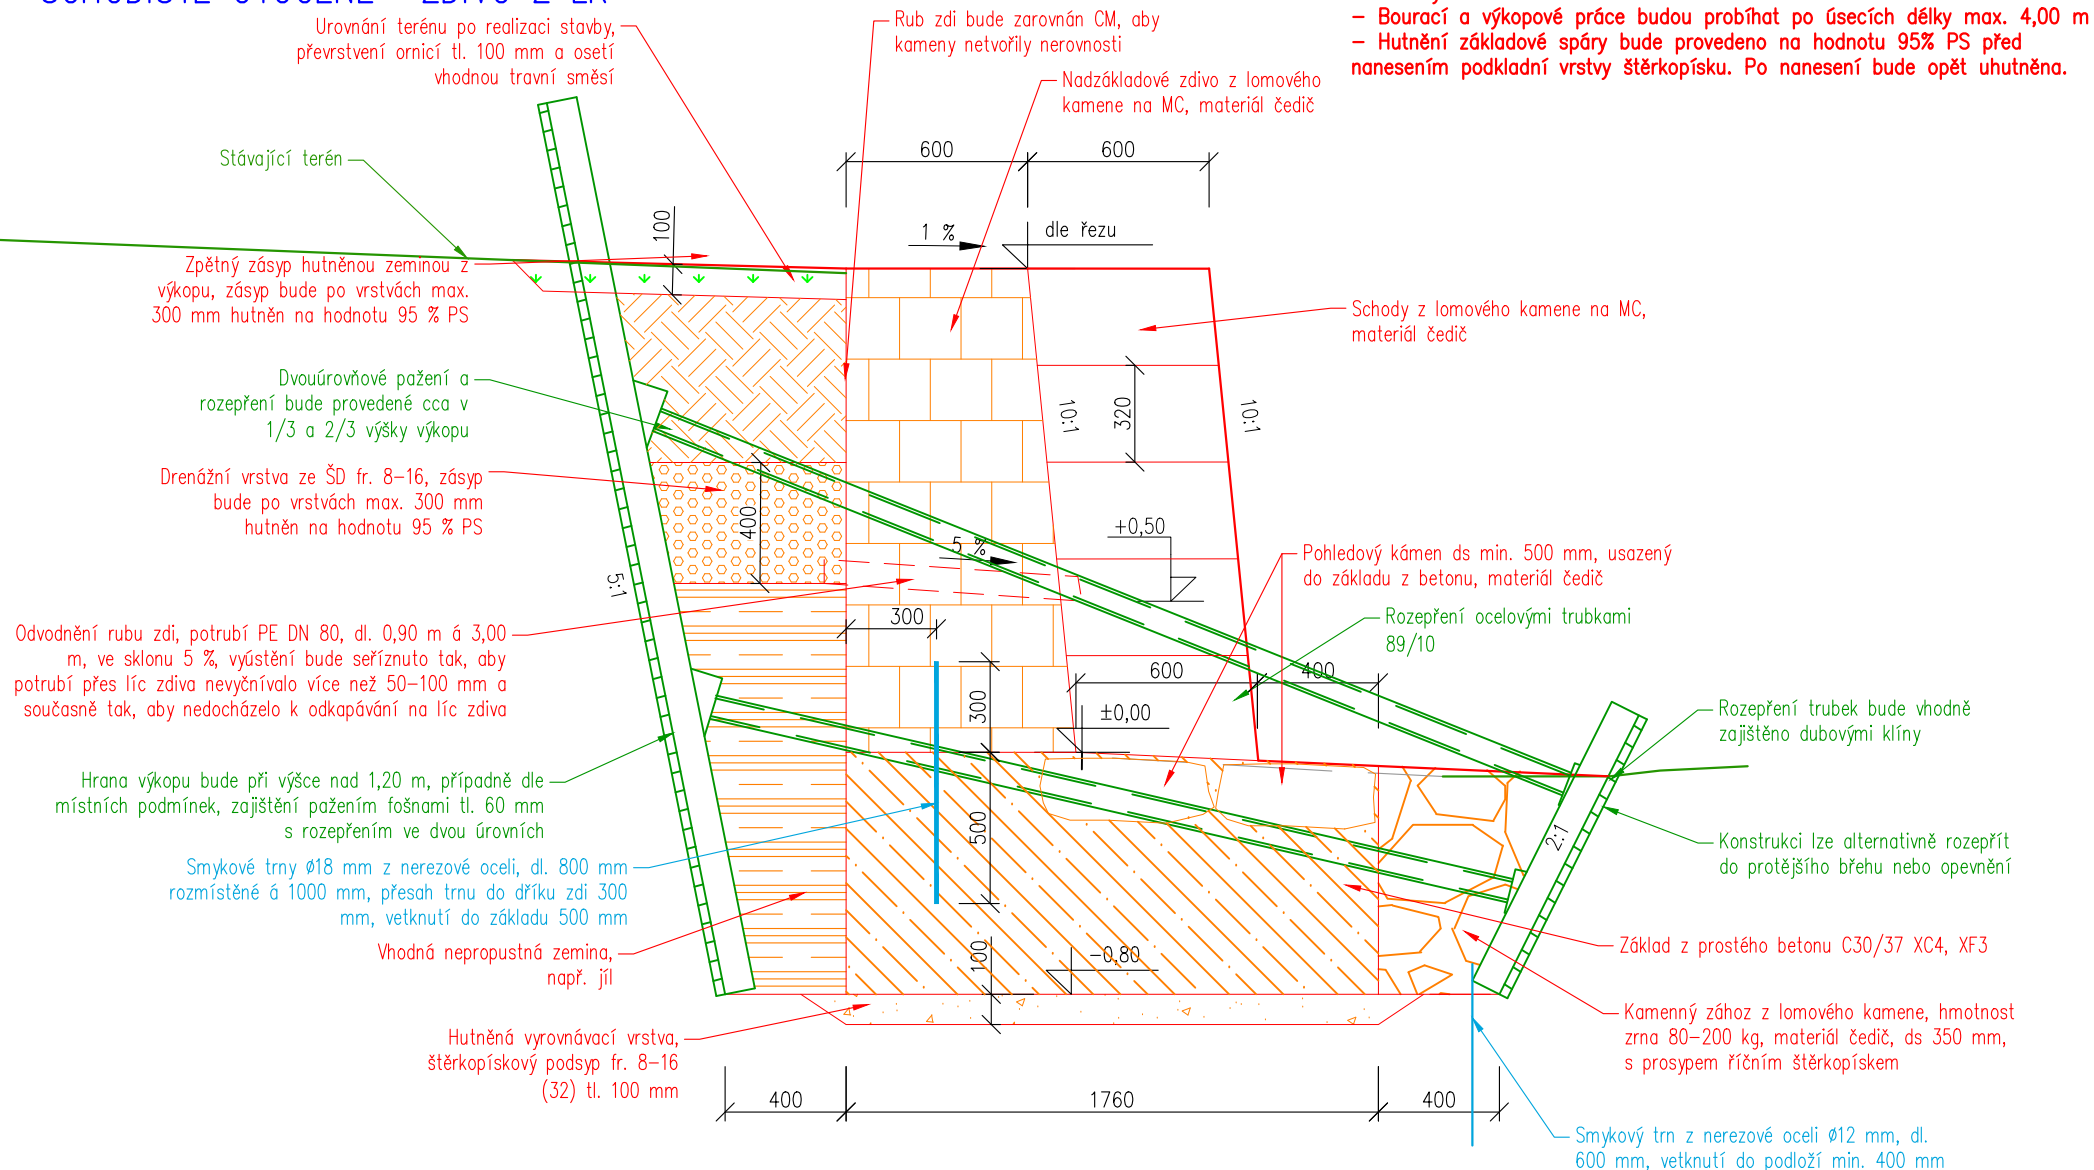 – Bourací a výkopové práce budou probíhat po úsecích délky max. 4,00 m
– Hutnění základové spáry bude provedeno na hodnotu 95% PS před
nanesením podkladní vrstvy štěrkopísku. Po nanesení bude opět uhutněna.
Urovnání terénu po realizaci stavby,
převrstvení ornicí tl. 100 mm a osetí
vhodnou travní směsí
Rub zdi bude zarovnán CM, aby
kameny netvořily nerovnosti
Nadzákladové zdivo z lomového
kamene na MC, materiál čedič
Stávající terén
600
600
100
1 %
dle řezu
Zpětný zásyp hutněnou zeminou z
výkopu, zásyp bude po vrstvách max.
300 mm hutněn na hodnotu 95 % PS
Schody z lomového kamene na MC,
materiál čedič
Dvouúrovňové pažení a
rozepření bude provedené cca v
1/3 a 2/3 výšky výkopu
10:1
320
10:1
Drenážní vrstva ze ŠD fr. 8–16, zásyp
bude po vrstvách max. 300 mm
hutněn na hodnotu 95 % PS
400
5 %
+0,50
Pohledový kámen ds min. 500 mm, usazený
do základu z betonu, materiál čedič
5:1
300
Rozepření ocelovými trubkami
89/10
Odvodnění rubu zdi, potrubí PE DN 80, dl. 0,90 m á 3,00
m, ve sklonu 5 %, vyústění bude seříznuto tak, aby
potrubí přes líc zdiva nevyčnívalo více než 50–100 mm a
současně tak, aby nedocházelo k odkapávání na líc zdiva
600
400
300
±0,00
Rozepření trubek bude vhodně
zajištěno dubovými klíny
Hrana výkopu bude při výšce nad 1,20 m, případně dle
místních podmínek, zajištění pažením fošnami tl. 60 mm
s rozepřením ve dvou úrovních
500
2:1
Konstrukci lze alternativně rozepřít
do protějšího břehu nebo opevnění
Smykové trny ø18 mm z nerezové oceli, dl. 800 mm
rozmístěné á 1000 mm, přesah trnu do dříku zdi 300
mm, vetknutí do základu 500 mm
Vhodná nepropustná zemina,
např. jíl
100
–0,80
Základ z prostého betonu C30/37 XC4, XF3
Kamenný zához z lomového kamene, hmotnost
zrna 80–200 kg, materiál čedič, ds 350 mm,
s prosypem říčním štěrkopískem
Hutněná vyrovnávací vrstva,
štěrkopískový podsyp fr. 8–16
(32) tl. 100 mm
400
1760
400
Smykový trn z nerezové oceli ø12 mm, dl.
600 mm, vetknutí do podloží min. 400 mm